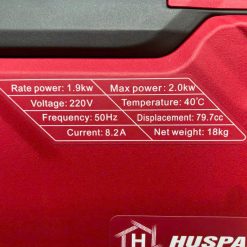 Rate power: 1.9kw Max power: 2.0kw
Voltage: 220V Temperature: 40℃
Frequency: 50Hz Displacement: 79.7cc
Current: 8.2A Net weight: 18kg
H HUSPA